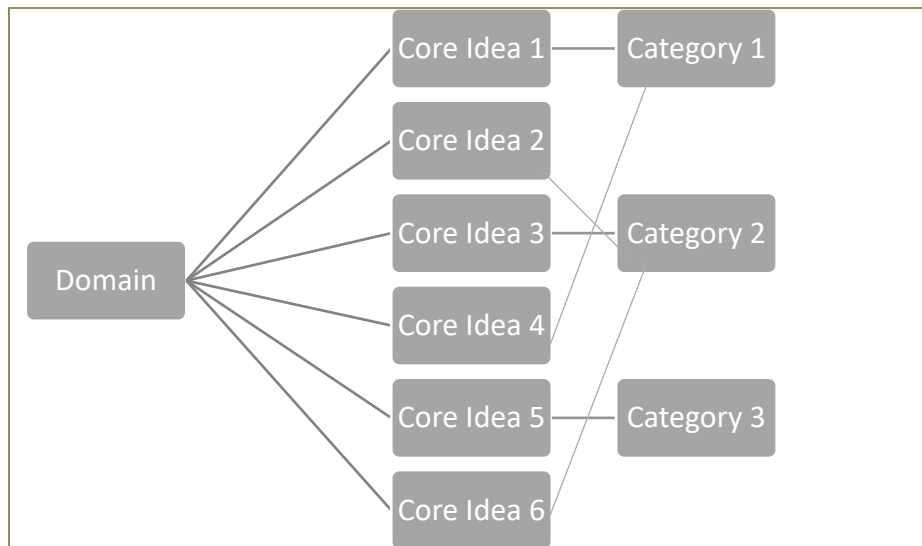 Core Idea 1
Category 1
Core Idea 2
Core Idea 3
Category 2
Domain
Core Idea 4
Core Idea 5
Category 3
Core Idea 6